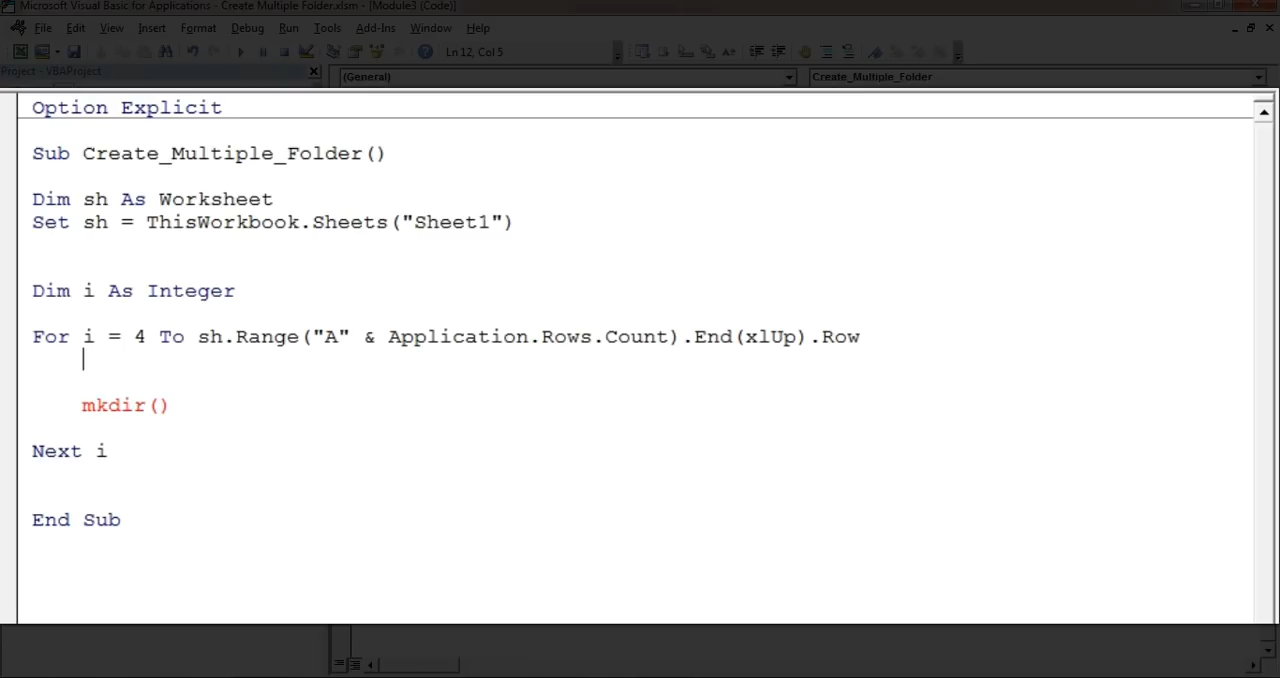 Microsoft Visual Basic for Applications - Create Multiple Folder.xlsm - [Module3 (Code)]
File Edit View Insert Format Debug Run Tools Add-Ins Window Help
Ln 12, Col 5
Project - VBAProject
(General) Create_Multiple_Folder
Option Explicit
Sub Create_Multiple_Folder()
Dim sh As Worksheet
Set sh = ThisWorkbook.Sheets("Sheet1")
Dim i As Integer
For i = 4 To sh.Range("A" & Application.Rows.Count).End(xlUp).Row
mkdir()
Next i
End Sub